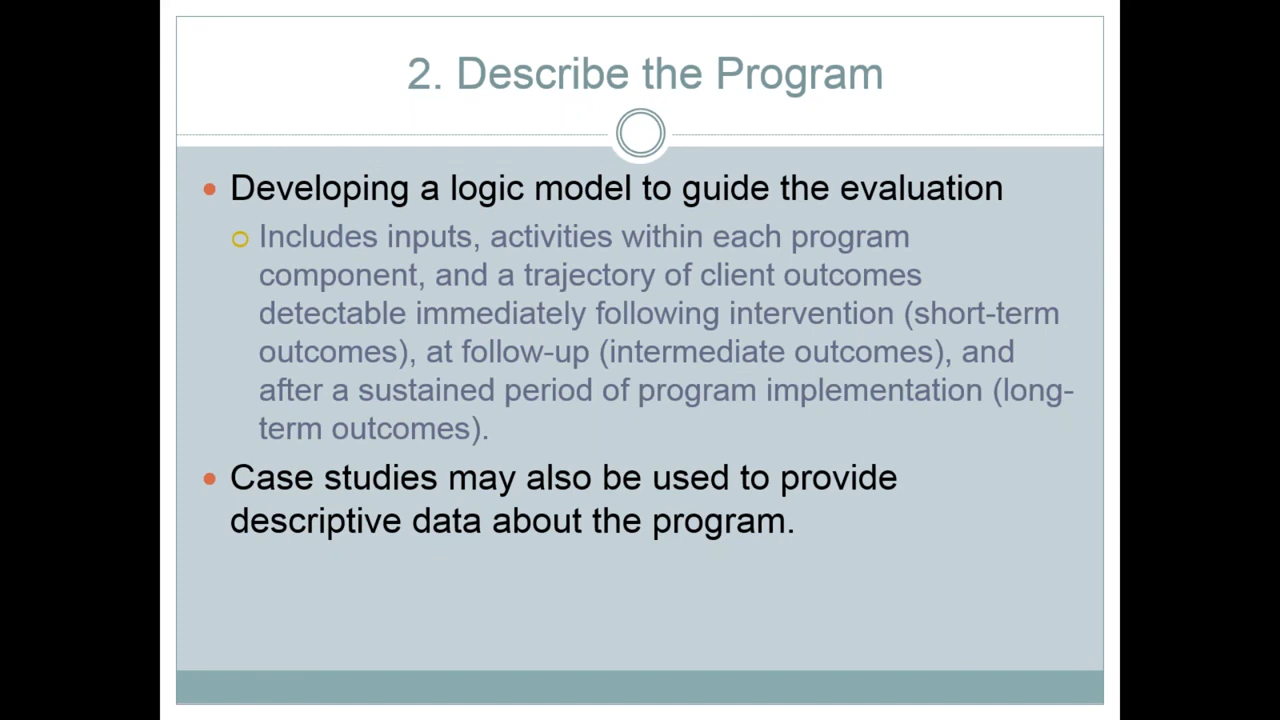 2. Describe the Program
Developing a logic model to guide the evaluation
Includes inputs, activities within each program
component, and a trajectory of client outcomes
detectable immediately following intervention (short-term
outcomes), at follow-up (intermediate outcomes), and
after a sustained period of program implementation (long-
term outcomes).
Case studies may also be used to provide
descriptive data about the program.